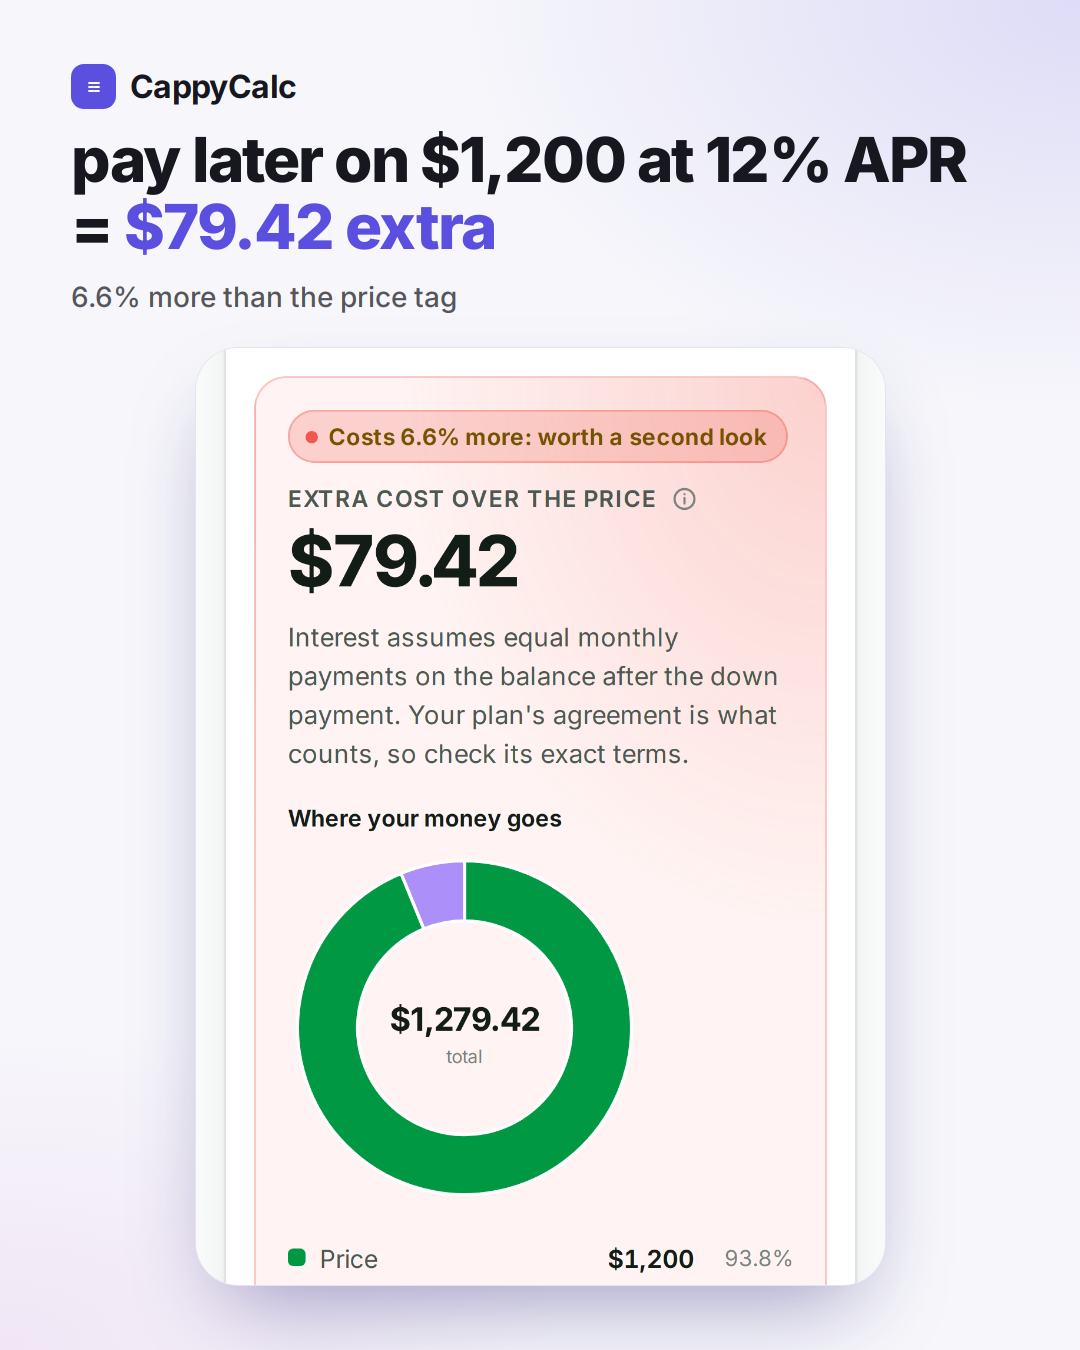 CappyCalc
pay later on $1,200 at 12% APR
= $79.42 extra
6.6% more than the price tag
Costs 6.6% more: worth a second look
EXTRA COST OVER THE PRICE
$79.42
Interest assumes equal monthly
payments on the balance after the down
payment. Your plan's agreement is what
counts, so check its exact terms.
Where your money goes
$1,279.42
total
Price $1,200 93.8%